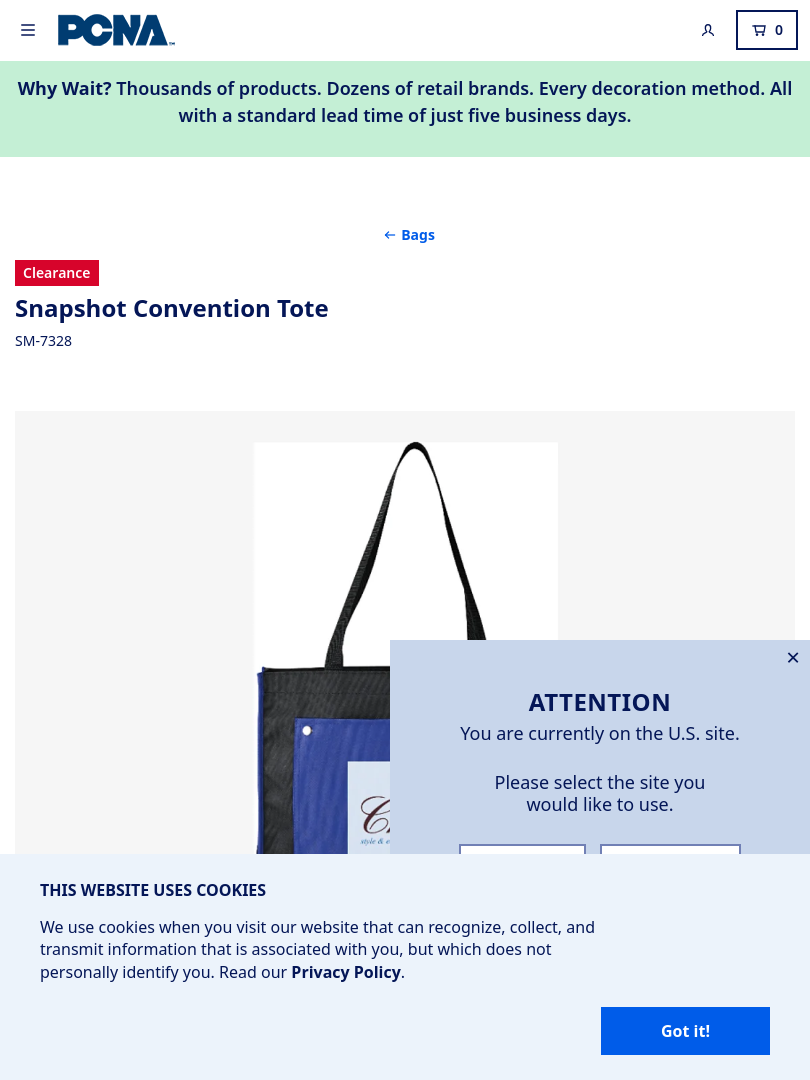 PCNA™
0
Why Wait? Thousands of products. Dozens of retail brands. Every decoration method. All
with a standard lead time of just five business days.
← Bags
Clearance
Snapshot Convention Tote
SM-7328
ATTENTION
You are currently on the U.S. site.
Please select the site you
would like to use.
style &
THIS WEBSITE USES COOKIES
We use cookies when you visit our website that can recognize, collect, and
transmit information that is associated with you, but which does not
personally identify you. Read our Privacy Policy.
Got it!